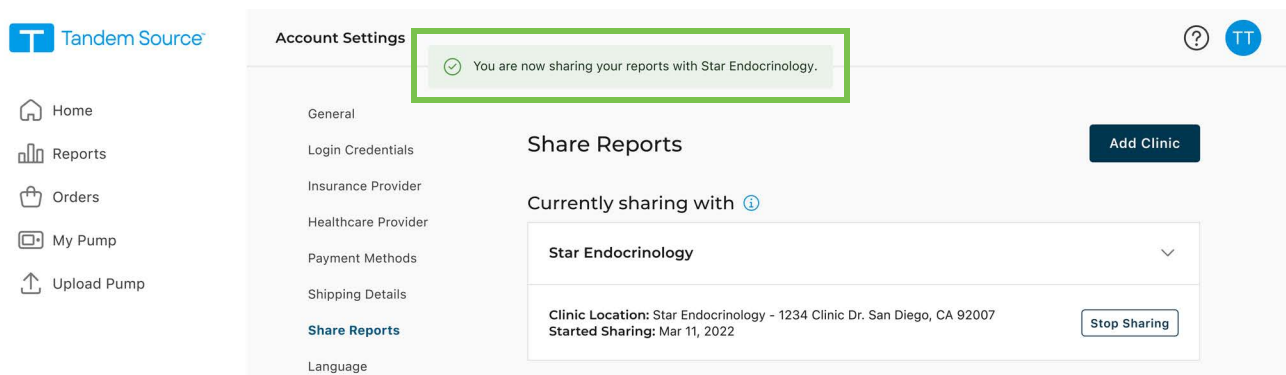 Tandem Source™
Home
Reports
Orders
My Pump
Upload Pump
Account Settings
You are now sharing your reports with Star Endocrinology.
?
TT
General
Login Credentials
Insurance Provider
Healthcare Provider
Payment Methods
Shipping Details
Share Reports
Language
Share Reports
Add Clinic
Currently sharing with i
Star Endocrinology
Clinic Location: Star Endocrinology - 1234 Clinic Dr. San Diego, CA 92007
Started Sharing: Mar 11, 2022
Stop Sharing